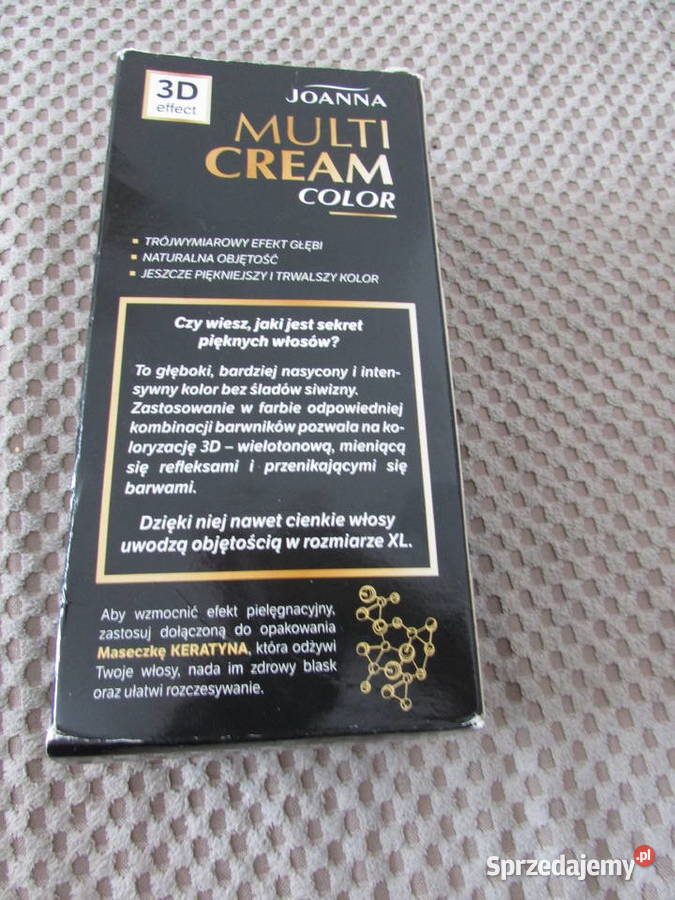 3D
effect
JOANNA
MULTI
CREAM
COLOR
▪ TRÓJWYMIAROWY EFEKT GŁĘBI
▪ NATURALNA OBJĘTOŚĆ
▪ JESZCZE PIĘKNIEJSZY I TRWALSZY KOLOR
Czy wiesz, jaki jest sekret
pięknych włosów?
To głęboki, bardziej nasycony i inten-
sywny kolor bez śladów siwizny.
Zastosowanie w farbie odpowiedniej
kombinacji barwników pozwala na ko-
loryzację 3D – wielotonową, mieniącą
się refleksami i przenikającymi się
barwami.
Dzięki niej nawet cienkie włosy
uwodzą objętością w rozmiarze XL.
Aby wzmocnić efekt pielęgnacyjny,
zastosuj dołączoną do opakowania
Maseczkę KERATYNA, która odżywi
Twoje włosy, nada im zdrowy blask
oraz ułatwi rozczesywanie.
Sprzedajemy.pl